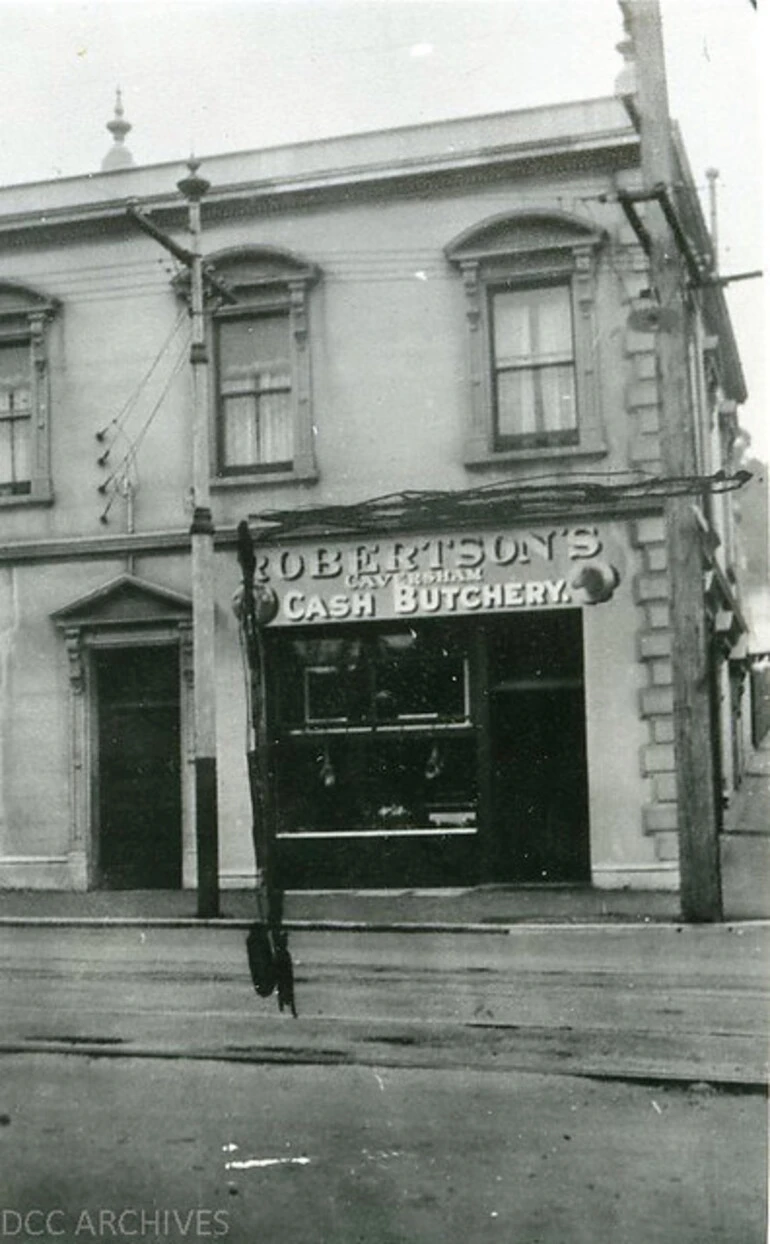 ROBERTSON'S
CAVERSHAM
CASH BUTCHERY.
DCC ARCHIVES